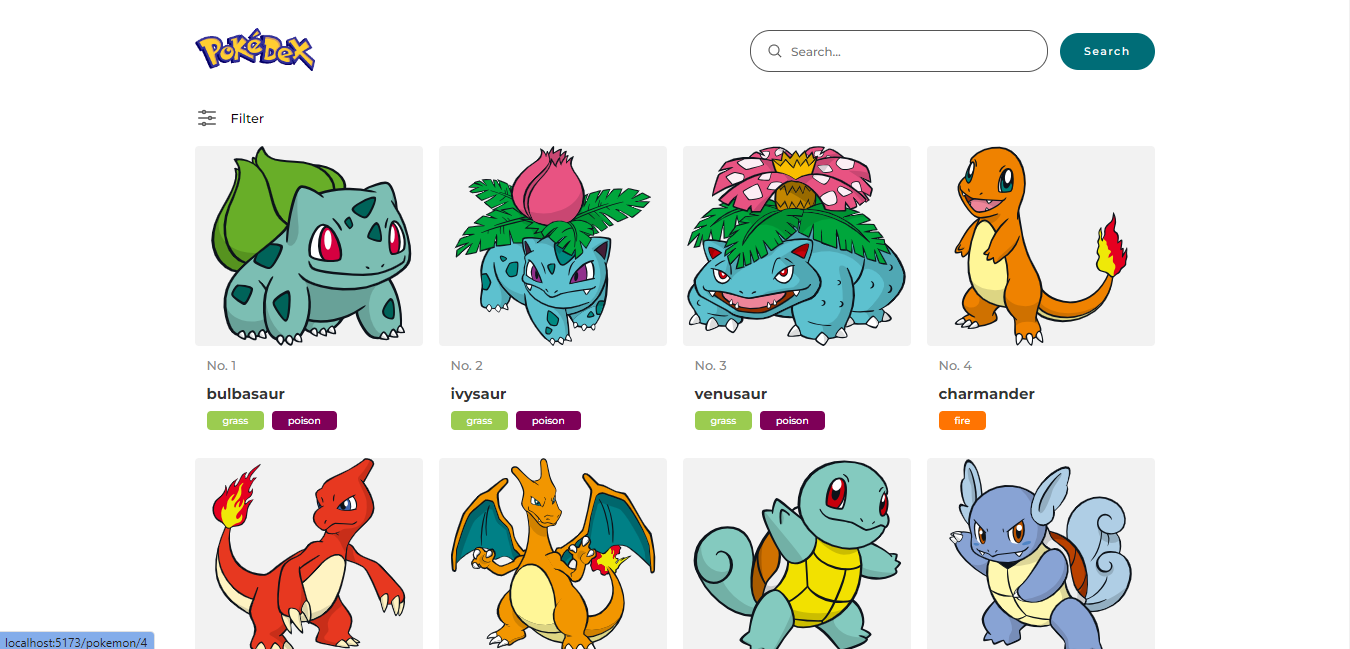 PokéDex
Search...
Search
Filter
No. 1
bulbasaur
grass poison
No. 2
ivysaur
grass poison
No. 3
venusaur
grass poison
No. 4
charmander
fire
localhost:5173/pokemon/4